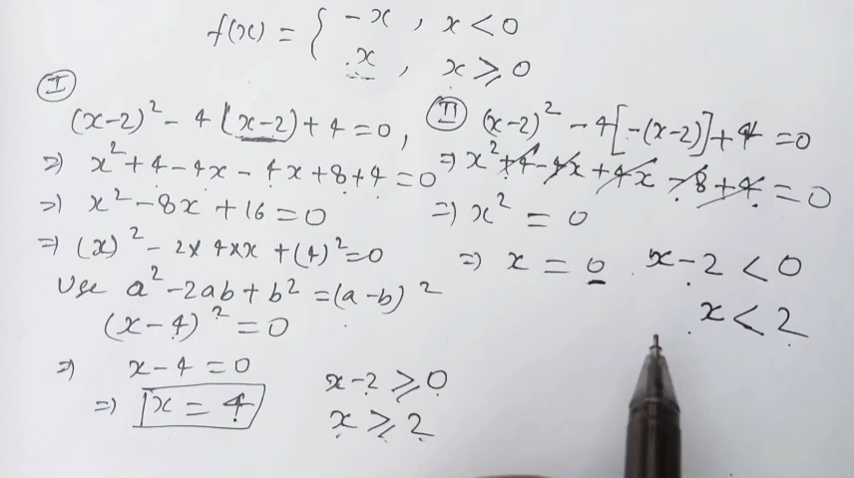 f(x) = { -x , x < 0
x , x ⩾ 0
I
(x-2)² - 4(x-2) + 4 = 0,
⇒ x² + 4 - 4x - 4x + 8 + 4 = 0
⇒ x² - 8x + 16 = 0
⇒ (x)² - 2×4×x + (4)² = 0
Use a² - 2ab + b² = (a-b)²
(x-4)² = 0
⇒ x - 4 = 0
⇒ x = 4
x - 2 ⩾ 0
x ⩾ 2
II (x-2)² - 4[-(x-2)] + 4 = 0
⇒ x² + 4 - 4x + 4x - 8 + 4 = 0
⇒ x² = 0
⇒ x = 0
x - 2 < 0
x < 2